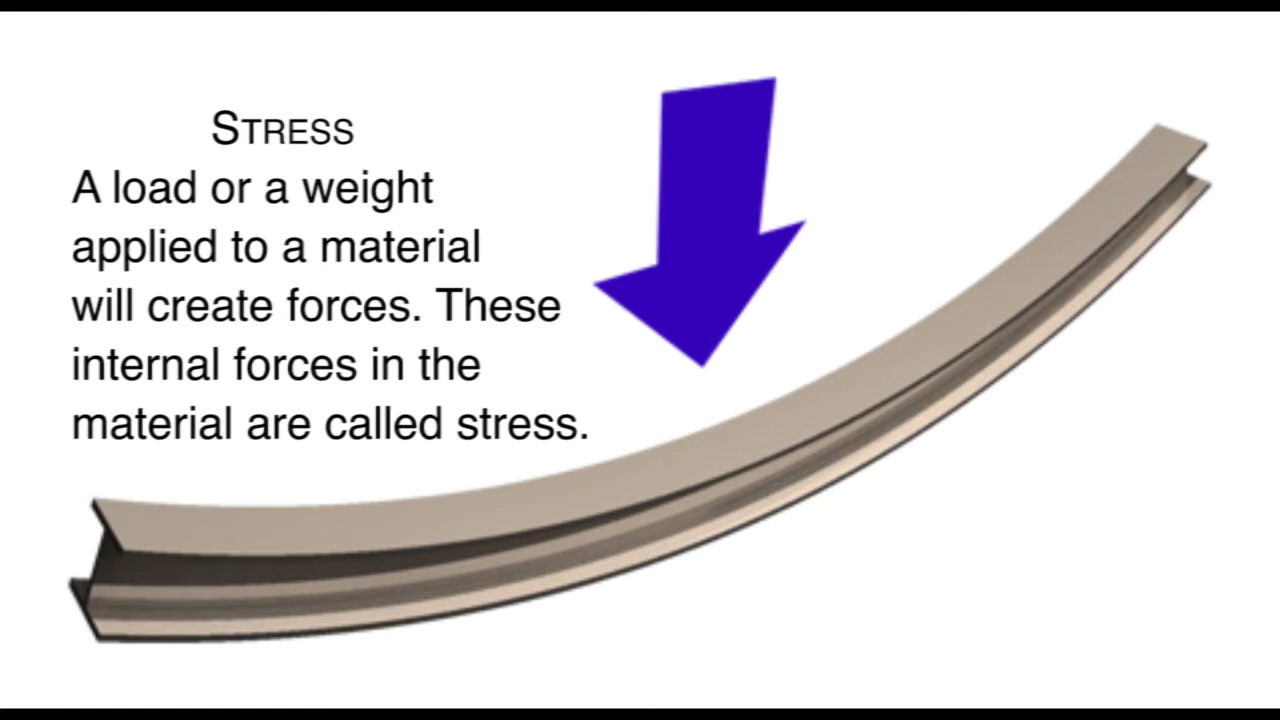 STRESS
A load or a weight
applied to a material
will create forces. These
internal forces in the
material are called stress.